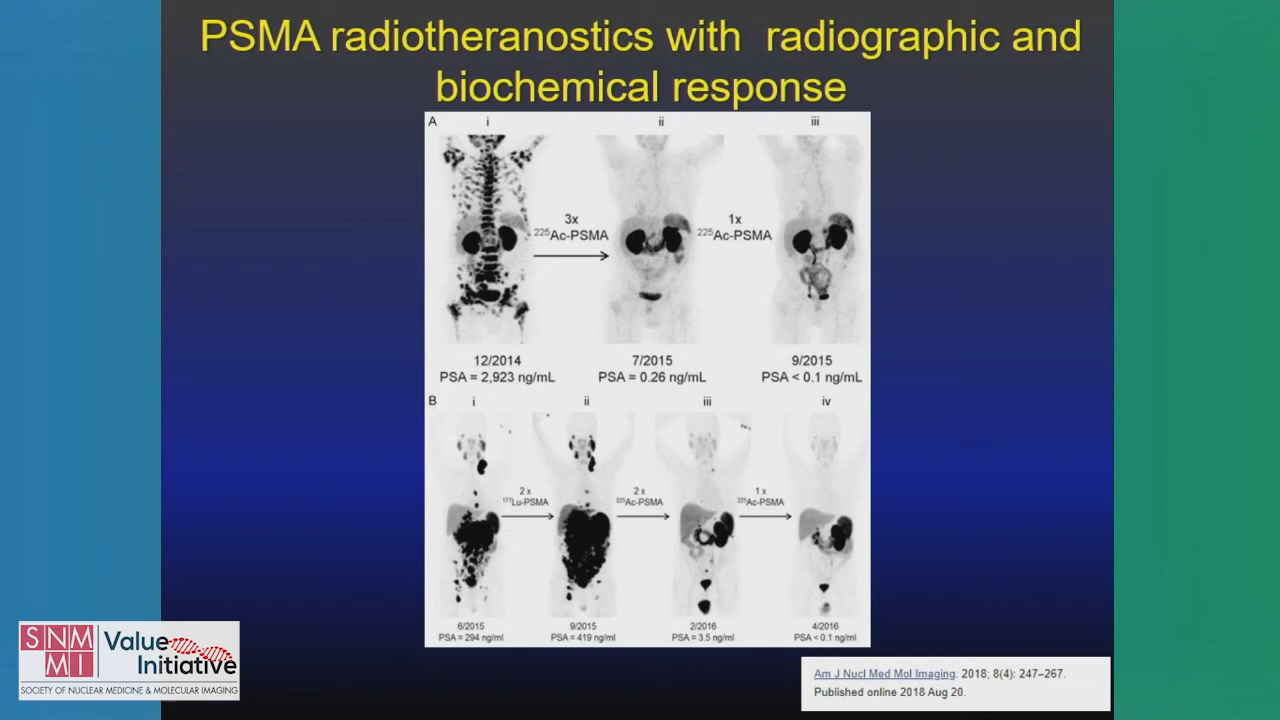 PSMA radiotheranostics with radiographic and
biochemical response
A i ii iii
3x
225Ac-PSMA
1x
225Ac-PSMA
12/2014
PSA = 2,923 ng/mL
7/2015
PSA = 0.26 ng/mL
9/2015
PSA < 0.1 ng/mL
B i ii iii iv
2 x
177Lu-PSMA
2 x
225Ac-PSMA
1 x
225Ac-PSMA
6/2015
PSA = 294 ng/ml
9/2015
PSA = 419 ng/ml
2/2016
PSA = 3.5 ng/ml
4/2016
PSA < 0.1 ng/ml
SNM
MI
Value
Initiative
SOCIETY OF NUCLEAR MEDICINE & MOLECULAR IMAGING
Am J Nucl Med Mol Imaging. 2018; 8(4): 247–267.
Published online 2018 Aug 20.